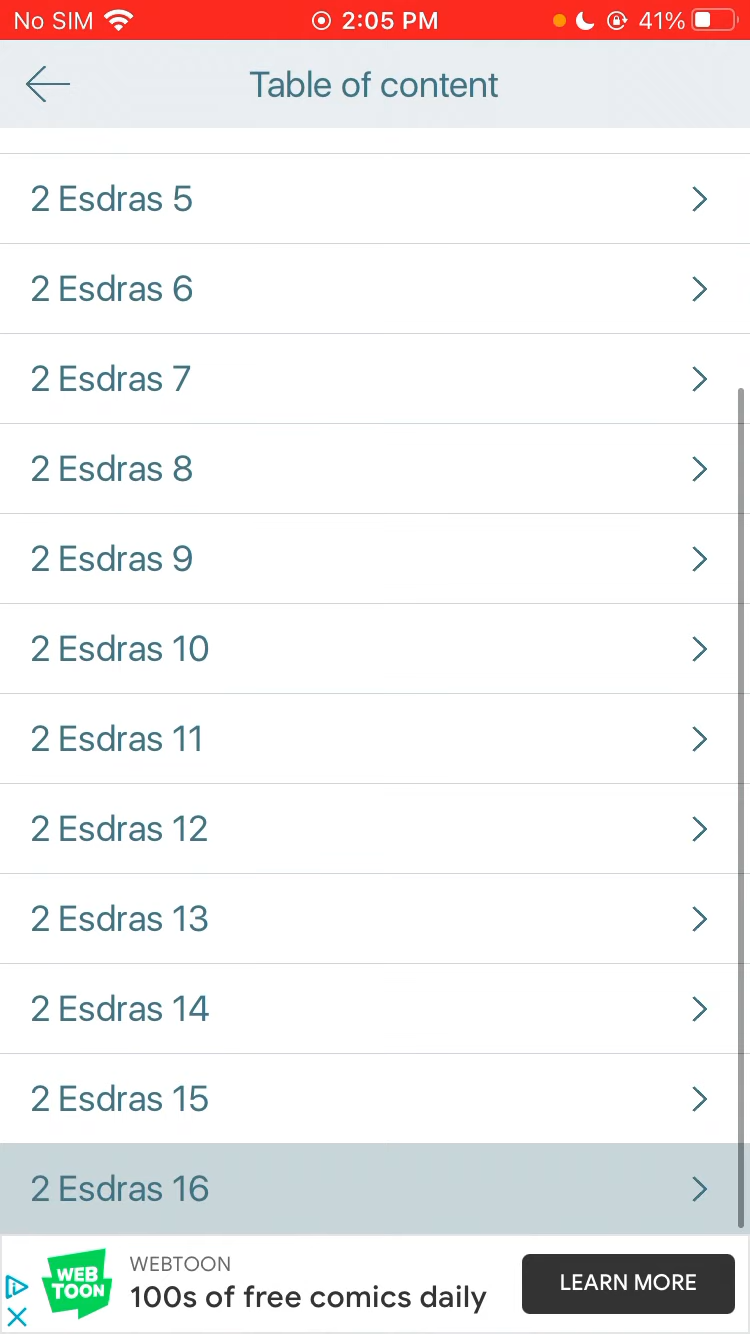 No SIM 2:05 PM 41%
Table of content
2 Esdras 5
2 Esdras 6
2 Esdras 7
2 Esdras 8
2 Esdras 9
2 Esdras 10
2 Esdras 11
2 Esdras 12
2 Esdras 13
2 Esdras 14
2 Esdras 15
2 Esdras 16
WEB
TOON
WEBTOON
100s of free comics daily
LEARN MORE